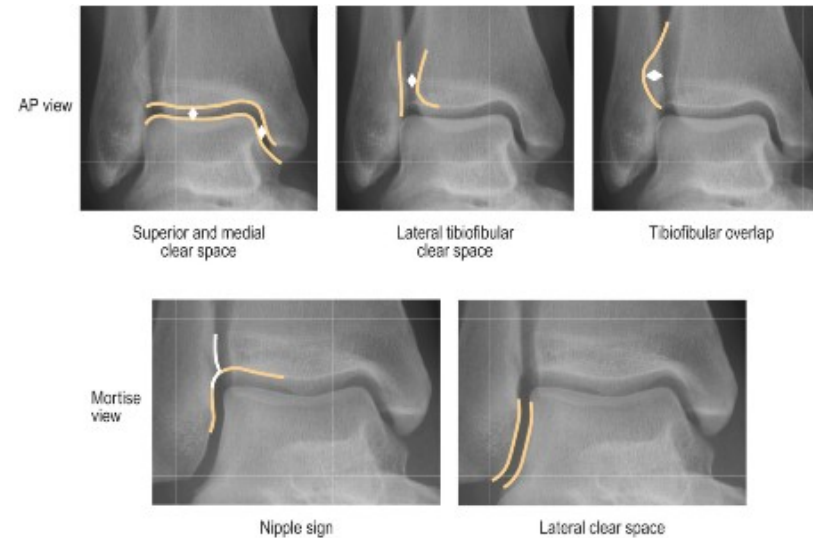 AP view
Superior and medial
clear space
Lateral tibiofibular
clear space
Tibiofibular overlap
Mortise
view
Nipple sign
Lateral clear space